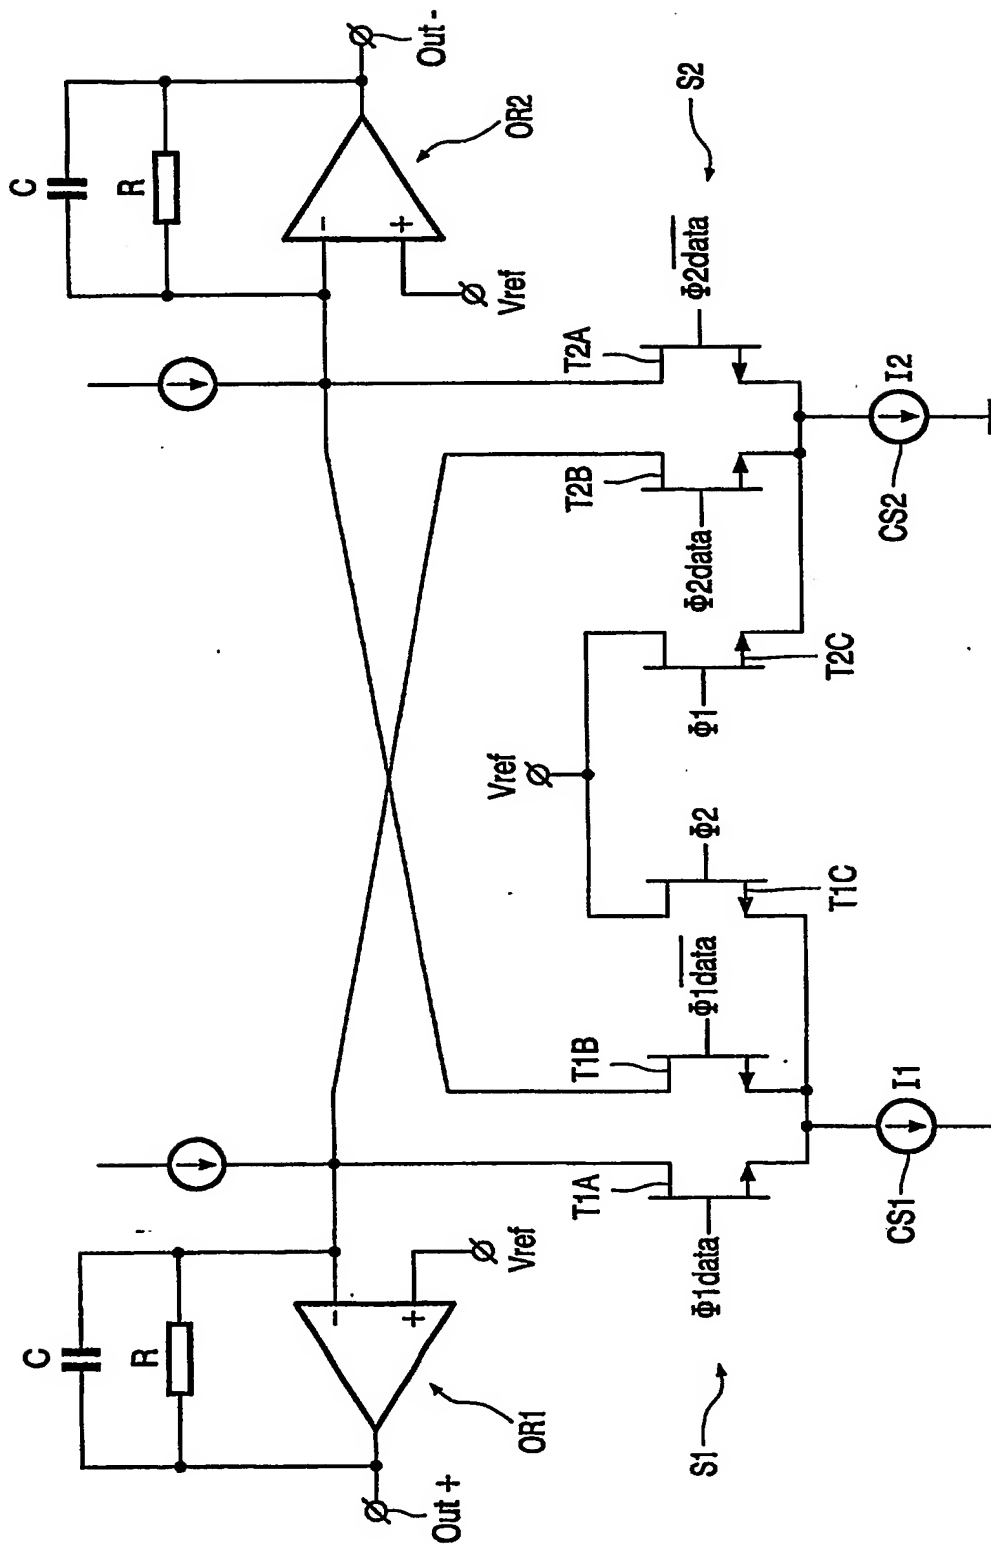 C
C
R
R
Out +
Out -
OR1
OR2
Vref
Vref
S1
S2
Vref
T1A
T1B
T2B
T2A
Φ1data
Φ1data
Φ2
Φ1
Φ2data
Φ2data
T1C
T2C
CS1
I1
CS2
I2
-
+
-
+